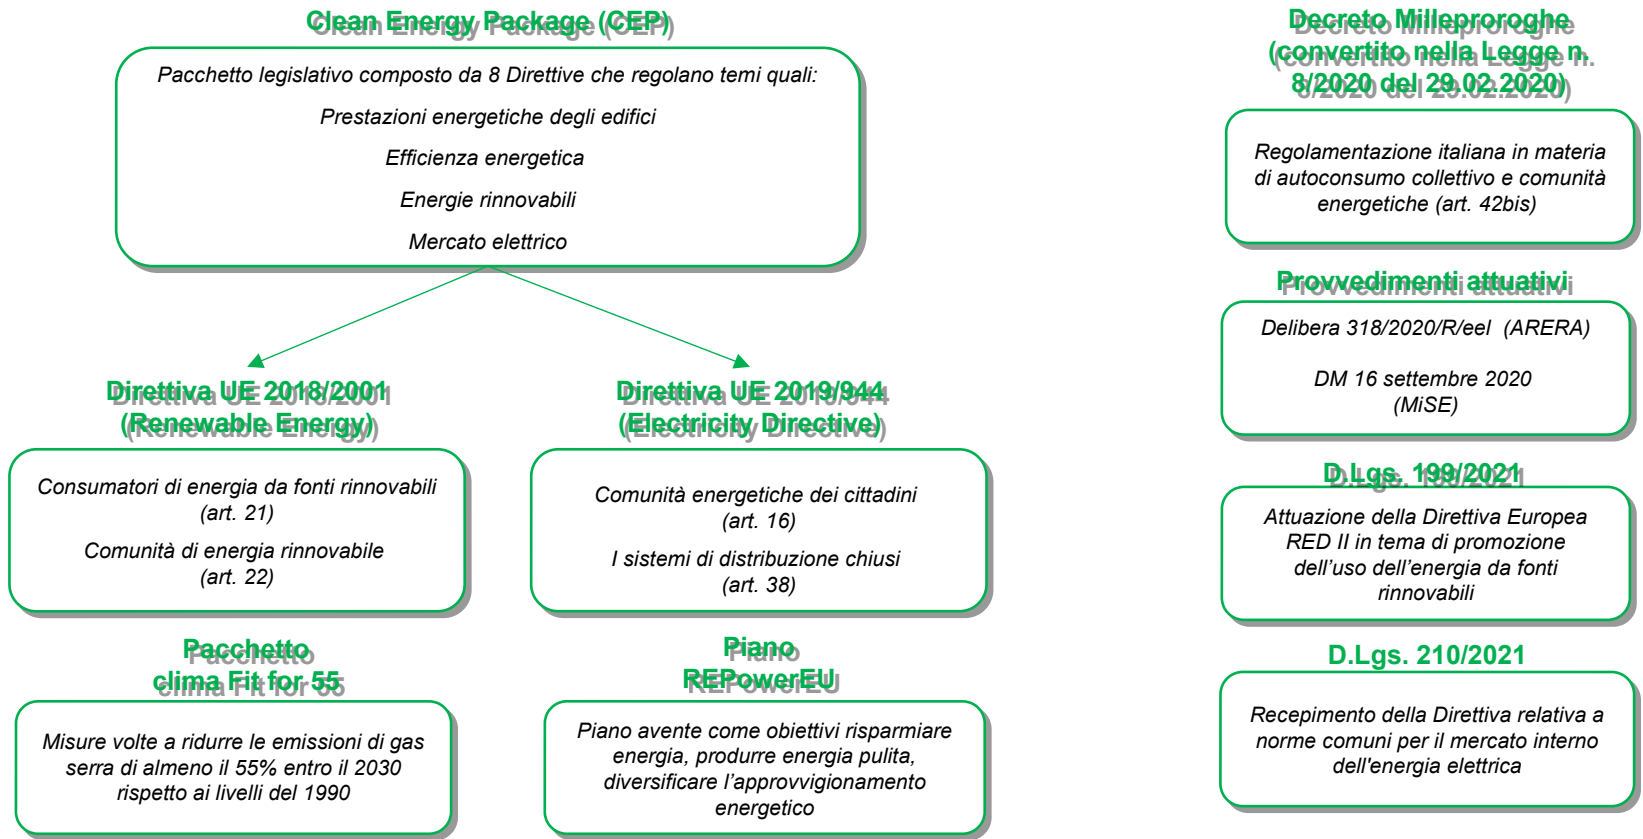 Clean Energy Package (CEP)
Pacchetto legislativo composto da 8 Direttive che regolano temi quali:
Prestazioni energetiche degli edifici
Efficienza energetica
Energie rinnovabili
Mercato elettrico
Direttiva UE 2018/2001
(Renewable Energy)
Consumatori di energia da fonti rinnovabili
(art. 21)
Comunità di energia rinnovabile
(art. 22)
Direttiva UE 2019/944
(Electricity Directive)
Comunità energetiche dei cittadini
(art. 16)
I sistemi di distribuzione chiusi
(art. 38)
Pacchetto
clima Fit for 55
Misure volte a ridurre le emissioni di gas
serra di almeno il 55% entro il 2030
rispetto ai livelli del 1990
Piano
REPowerEU
Piano avente come obiettivi risparmiare
energia, produrre energia pulita,
diversificare l’approvvigionamento
energetico
Decreto Milleproroghe
(convertito nella Legge n.
8/2020 del 29.02.2020)
Regolamentazione italiana in materia
di autoconsumo collettivo e comunità
energetiche (art. 42bis)
Provvedimenti attuativi
Delibera 318/2020/R/eel (ARERA)
DM 16 settembre 2020
(MiSE)
D.Lgs. 199/2021
Attuazione della Direttiva Europea
RED II in tema di promozione
dell’uso dell’energia da fonti
rinnovabili
D.Lgs. 210/2021
Recepimento della Direttiva relativa a
norme comuni per il mercato interno
dell'energia elettrica